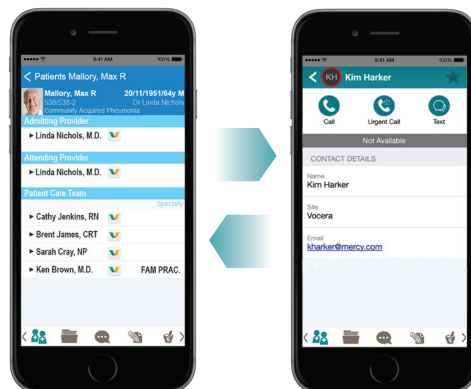 9:41 AM 100%
Patients Mallory, Max R
Mallory, Max R 20/11/1951/64y M
538/538-2 Dr Linda Nichols
Community Acquired Pneumonia
Admitting Provider
Linda Nichols, M.D.
Attending Provider
Linda Nichols, M.D.
Patient Care Team
Specialty
Cathy Jenkins, RN
Brent James, CRT
Sarah Cray, NP
Ken Brown, M.D. FAM PRAC.
9:41 AM 100%
KH Kim Harker
Call Urgent Call Text
Not Available
CONTACT DETAILS
Name
Kim Harker
Site
Vocera
Email
kharker@mercy.com